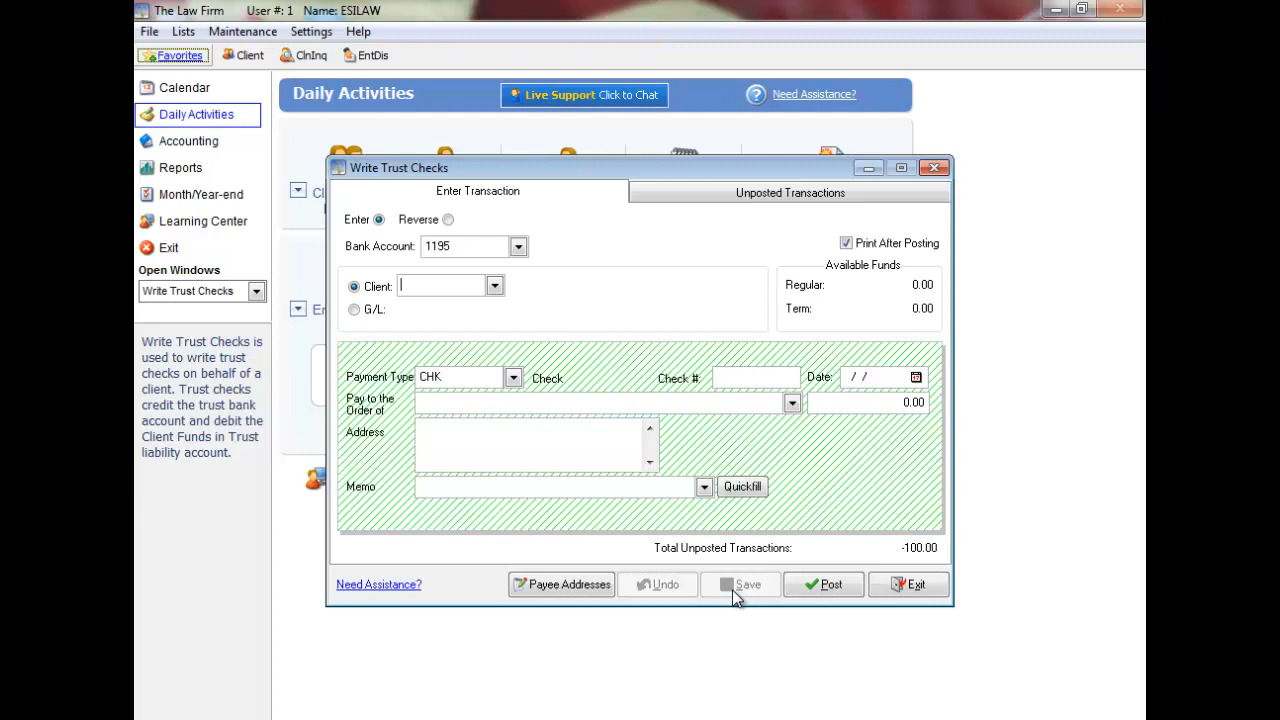 The Law Firm User #: 1 Name: ESILAW
File Lists Maintenance Settings Help
Favorites Client ClnInq EntDis
Calendar
Daily Activities
Accounting
Reports
Month/Year-end
Learning Center
Exit
Open Windows
Write Trust Checks
Write Trust Checks is
used to write trust
checks on behalf of a
client. Trust checks
credit the trust bank
account and debit the
Client Funds in Trust
liability account.
Daily Activities
Live Support Click to Chat
Need Assistance?
Cl
En
Write Trust Checks
Enter Transaction
Unposted Transactions
Enter Reverse
Bank Account: 1195
Print After Posting
Client:
G/L:
Available Funds
Regular: 0.00
Term: 0.00
Payment Type CHK Check Check #: Date: / /
Pay to the
Order of
0.00
Address
Memo
Quickfill
Total Unposted Transactions: -100.00
Need Assistance?
Payee Addresses
Undo
Save
Post
Exit